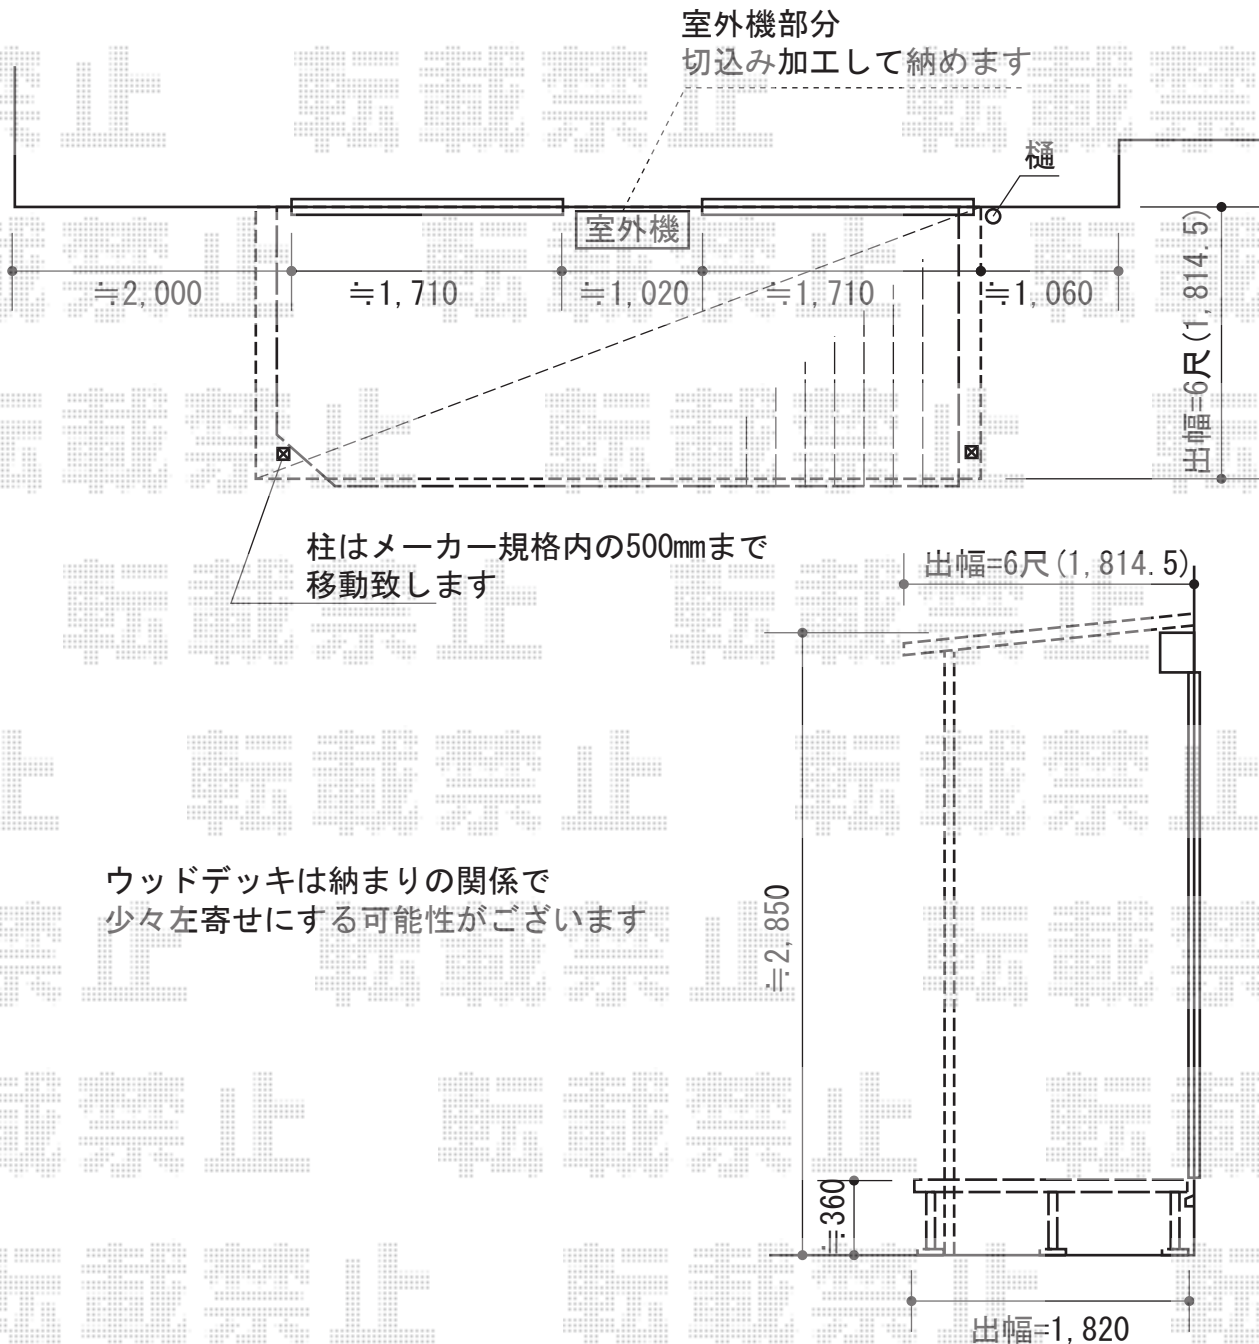 室外機部分
切込み加工して納めます
樋
室外機
≒2,000
≒1,710
≒1,020
≒1,710
≒1,060
出幅=6尺(1,814.5)
柱はメーカー規格内の500mmまで
移動致します
出幅=6尺(1,814.5)
ウッドデッキは納まりの関係で
少々左寄せにする可能性がございます
≒2,850
≒360
出幅=1,820
転載禁止